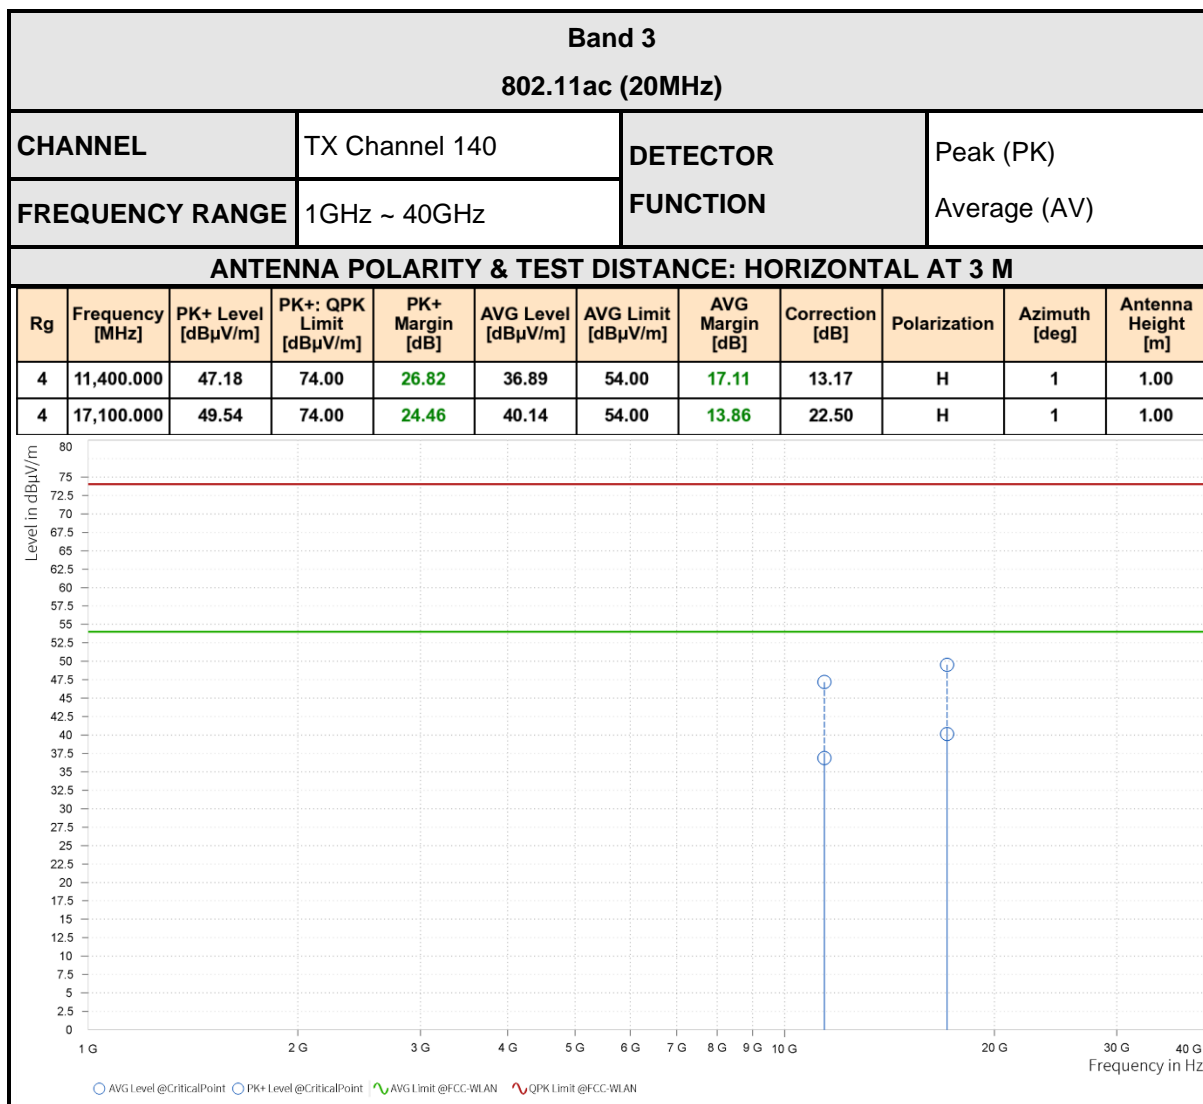 Band 3
802.11ac (20MHz)
CHANNEL TX Channel 140 DETECTOR FUNCTION Peak (PK) Average (AV)
FREQUENCY RANGE 1GHz ~ 40GHz
ANTENNA POLARITY & TEST DISTANCE: HORIZONTAL AT 3 M
Rg Frequency [MHz] PK+ Level [dBµV/m] PK+: QPK Limit [dBµV/m] PK+ Margin [dB] AVG Level [dBµV/m] AVG Limit [dBµV/m] AVG Margin [dB] Correction [dB] Polarization Azimuth [deg] Antenna Height [m]
4 11,400.000 47.18 74.00 26.82 36.89 54.00 17.11 13.17 H 1 1.00
4 17,100.000 49.54 74.00 24.46 40.14 54.00 13.86 22.50 H 1 1.00
Level in dBµV/m
80
75
72.5
70
67.5
65
62.5
60
57.5
55
52.5
50
47.5
45
42.5
40
37.5
35
32.5
30
27.5
25
22.5
20
17.5
15
12.5
10
7.5
5
2.5
0
1 G 2 G 3 G 4 G 5 G 6 G 7 G 8 G 9 G 10 G 20 G 30 G 40 G
Frequency in Hz
AVG Level @CriticalPoint PK+ Level @CriticalPoint AVG Limit @FCC-WLAN QPK Limit @FCC-WLAN